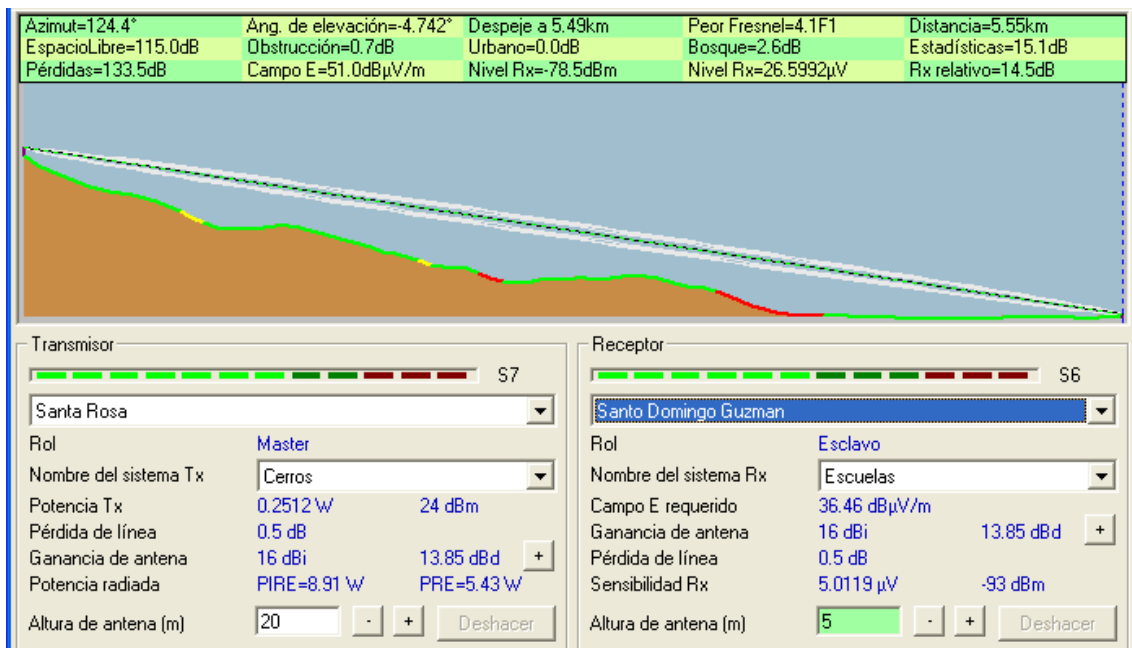 Azimut=124.4° Ang. de elevación=-4.742° Despeje a 5.49km Peor Fresnel=4.1F1 Distancia=5.55km
EspacioLibre=115.0dB Obstrucción=0.7dB Urbano=0.0dB Bosque=2.6dB Estadísticas=15.1dB
Pérdidas=133.5dB Campo E=51.0dBµV/m Nivel Rx=-78.5dBm Nivel Rx=26.5992µV Rx relativo=14.5dB
Transmisor
S7
Santa Rosa
Rol Master
Nombre del sistema Tx Cerros
Potencia Tx 0.2512 W 24 dBm
Pérdida de línea 0.5 dB
Ganancia de antena 16 dBi 13.85 dBd +
Potencia radiada PIRE=8.91 W PRE=5.43 W
Altura de antena (m) 20 - + Deshacer
Receptor
S6
Santo Domingo Guzman
Rol Esclavo
Nombre del sistema Rx Escuelas
Campo E requerido 36.46 dBµV/m
Ganancia de antena 16 dBi 13.85 dBd +
Pérdida de línea 0.5 dB
Sensibilidad Rx 5.0119 µV -93 dBm
Altura de antena (m) 5 - + Deshacer